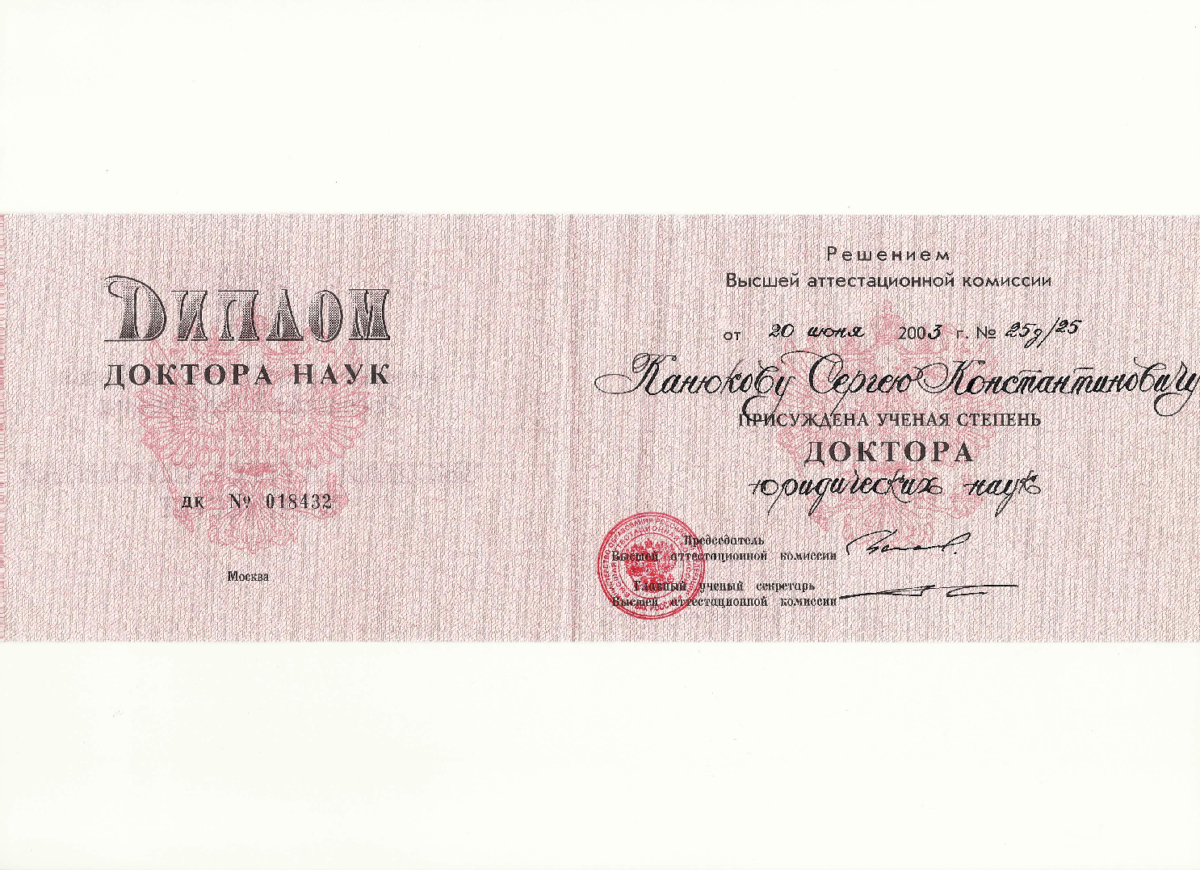 ДИПЛОМ
ДОКТОРА НАУК
ДК № 018432
Москва
Решением
Высшей аттестационной комиссии
от 20 июня 2003 г. № 25д/25
Канюкову Сергею Константиновичу
ПРИСУЖДЕНА УЧЕНАЯ СТЕПЕНЬ
ДОКТОРА
юридических наук
Председатель
Высшей аттестационной комиссии
Главный ученый секретарь
Высшей аттестационной комиссии